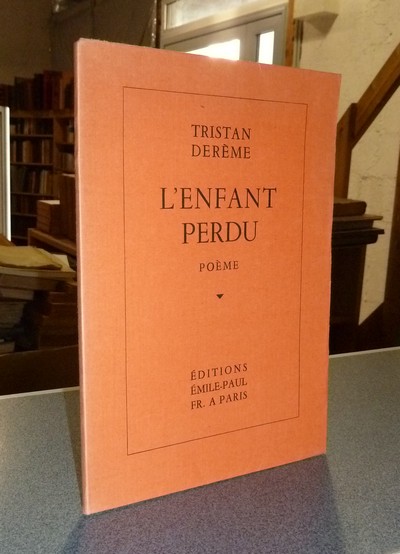 TRISTAN
DERÈME
L'ENFANT
PERDU
POÈME
ÉDITIONS
ÉMILE-PAUL
FR. A PARIS